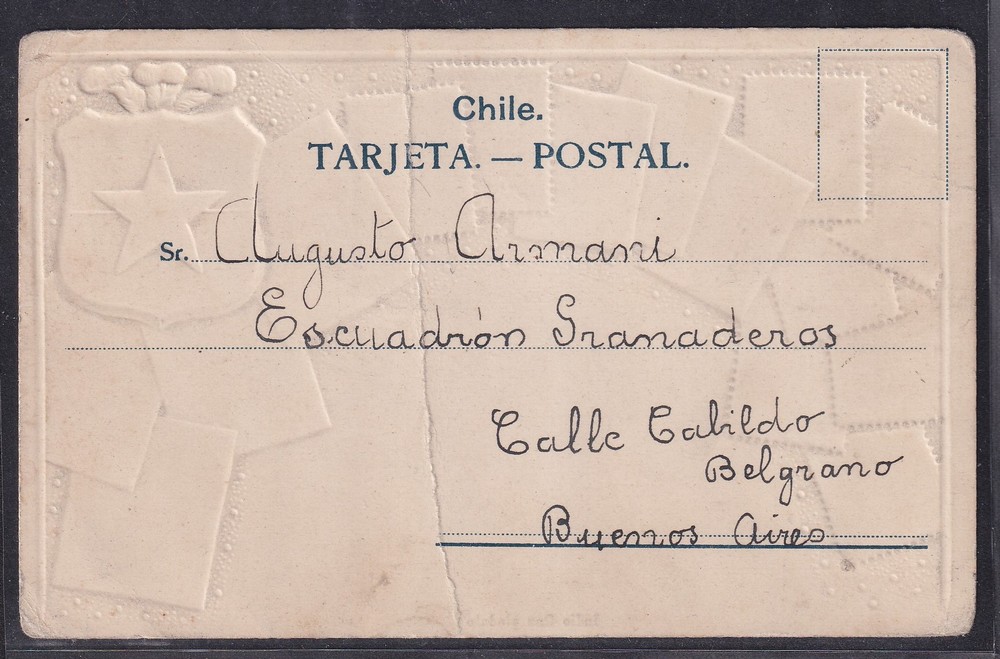 Chile.
TARJETA. — POSTAL.
Sr. Augusto Armani
Escuadrón Granaderos
Calle Cabildo
Belgrano
Buenos Aires